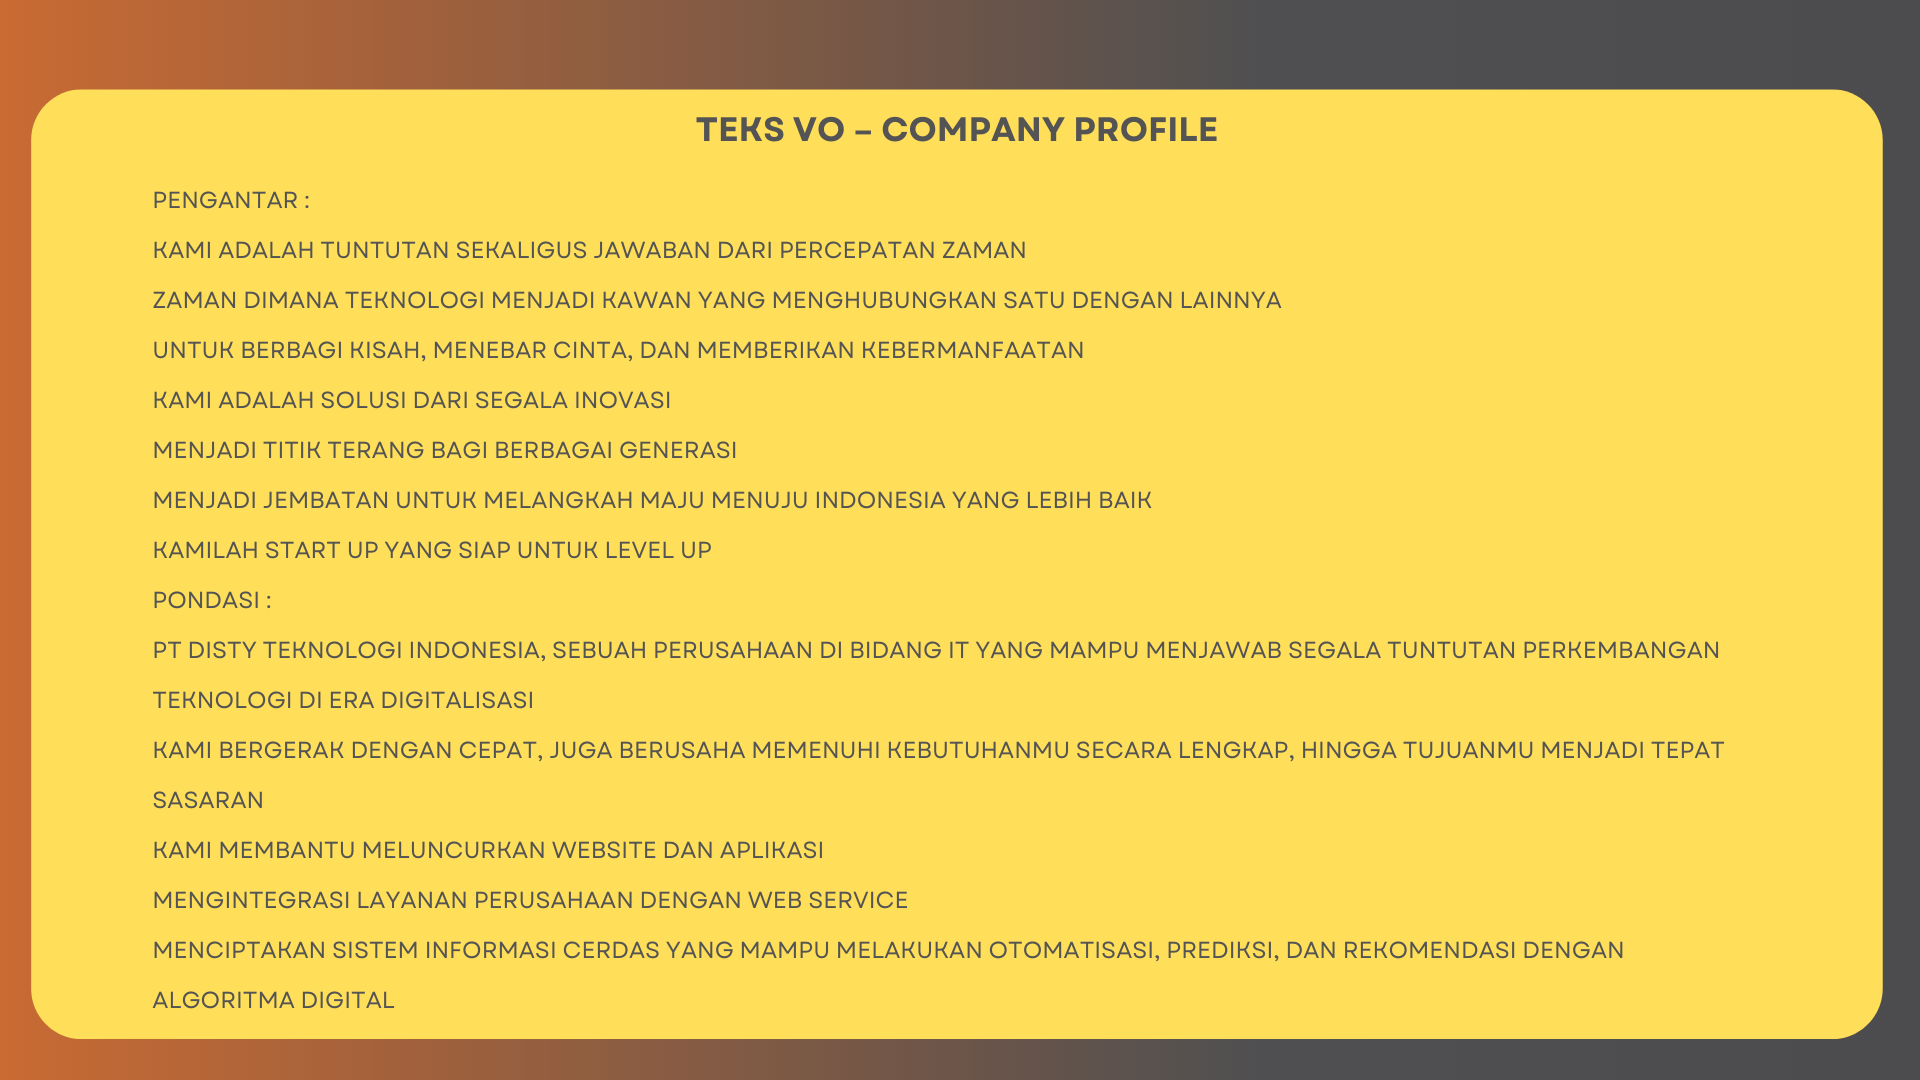 TEKS VO – COMPANY PROFILE
PENGANTAR :
KAMI ADALAH TUNTUTAN SEKALIGUS JAWABAN DARI PERCEPATAN ZAMAN
ZAMAN DIMANA TEKNOLOGI MENJADI KAWAN YANG MENGHUBUNGKAN SATU DENGAN LAINNYA
UNTUK BERBAGI KISAH, MENEBAR CINTA, DAN MEMBERIKAN KEBERMANFAATAN
KAMI ADALAH SOLUSI DARI SEGALA INOVASI
MENJADI TITIK TERANG BAGI BERBAGAI GENERASI
MENJADI JEMBATAN UNTUK MELANGKAH MAJU MENUJU INDONESIA YANG LEBIH BAIK
KAMILAH START UP YANG SIAP UNTUK LEVEL UP
PONDASI :
PT DISTY TEKNOLOGI INDONESIA, SEBUAH PERUSAHAAN DI BIDANG IT YANG MAMPU MENJAWAB SEGALA TUNTUTAN PERKEMBANGAN
TEKNOLOGI DI ERA DIGITALISASI
KAMI BERGERAK DENGAN CEPAT, JUGA BERUSAHA MEMENUHI KEBUTUHANMU SECARA LENGKAP, HINGGA TUJUANMU MENJADI TEPAT
SASARAN
KAMI MEMBANTU MELUNCURKAN WEBSITE DAN APLIKASI
MENGINTEGRASI LAYANAN PERUSAHAAN DENGAN WEB SERVICE
MENCIPTAKAN SISTEM INFORMASI CERDAS YANG MAMPU MELAKUKAN OTOMATISASI, PREDIKSI, DAN REKOMENDASI DENGAN
ALGORITMA DIGITAL